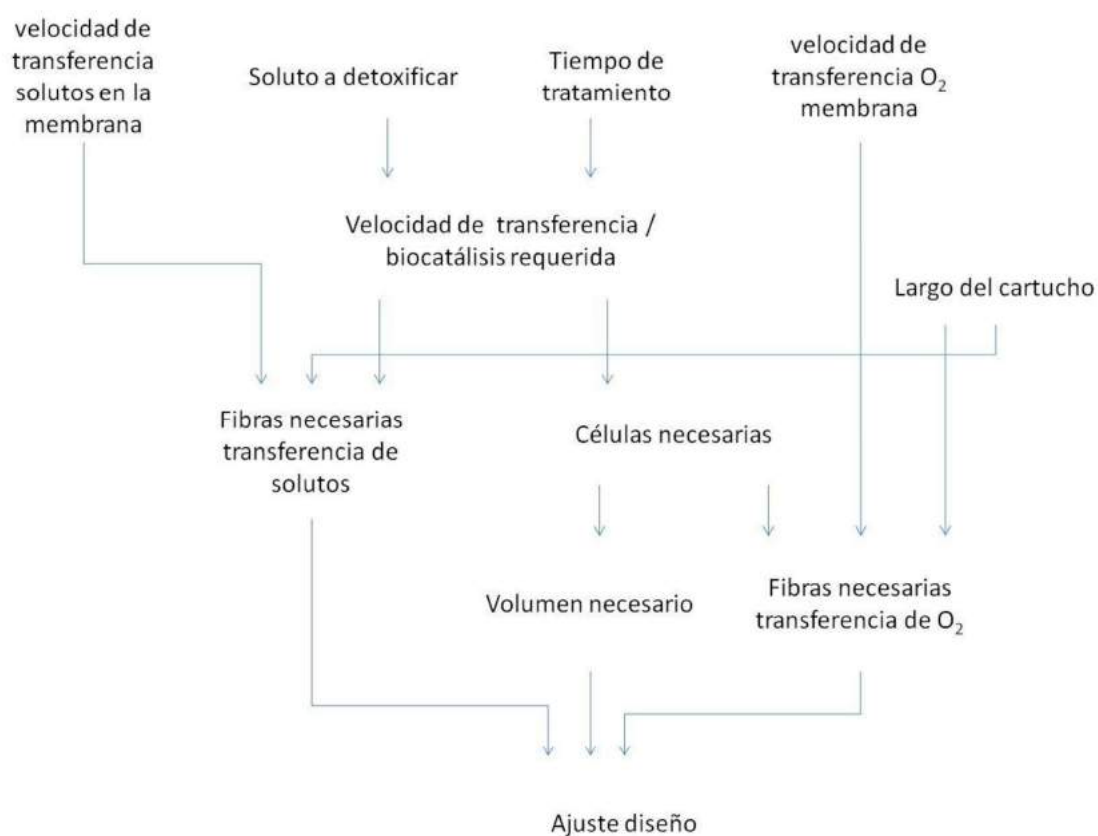 velocidad de
transferencia
solutos en la
membrana
Soluto a detoxificar
Tiempo de
tratamiento
velocidad de
transferencia O₂
membrana
Velocidad de transferencia /
biocatálisis requerida
Largo del cartucho
Fibras necesarias
transferencia de
solutos
Células necesarias
Volumen necesario
Fibras necesarias
transferencia de O₂
Ajuste diseño